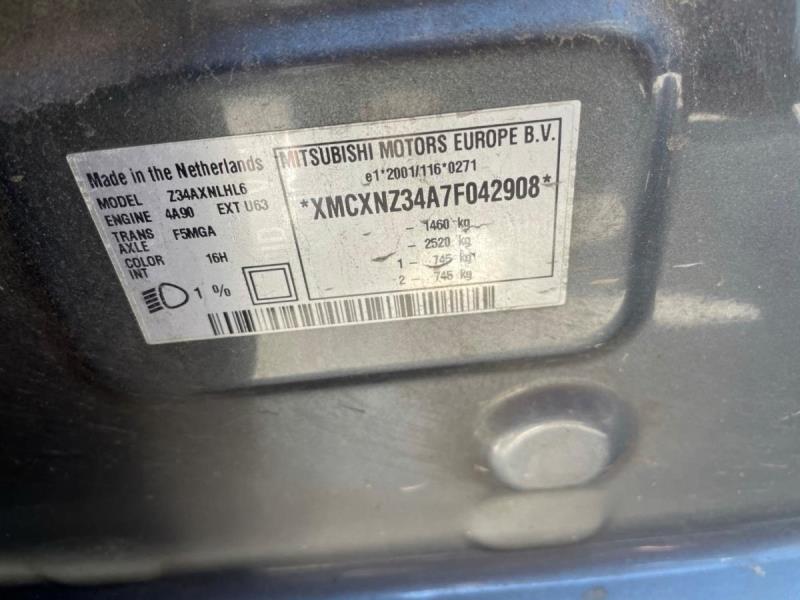 Made in the Netherlands
MODEL Z34AXNLHL6
ENGINE 4A90 EXT U63
TRANS AXLE F5MGA
COLOR INT 16H
1 %
MITSUBISHI MOTORS EUROPE B.V.
e1*2001/116*0271
*XMCXNZ34A7F042908*
- 1460 kg
- 2520 kg
1 - 745 kg
2 - 745 kg